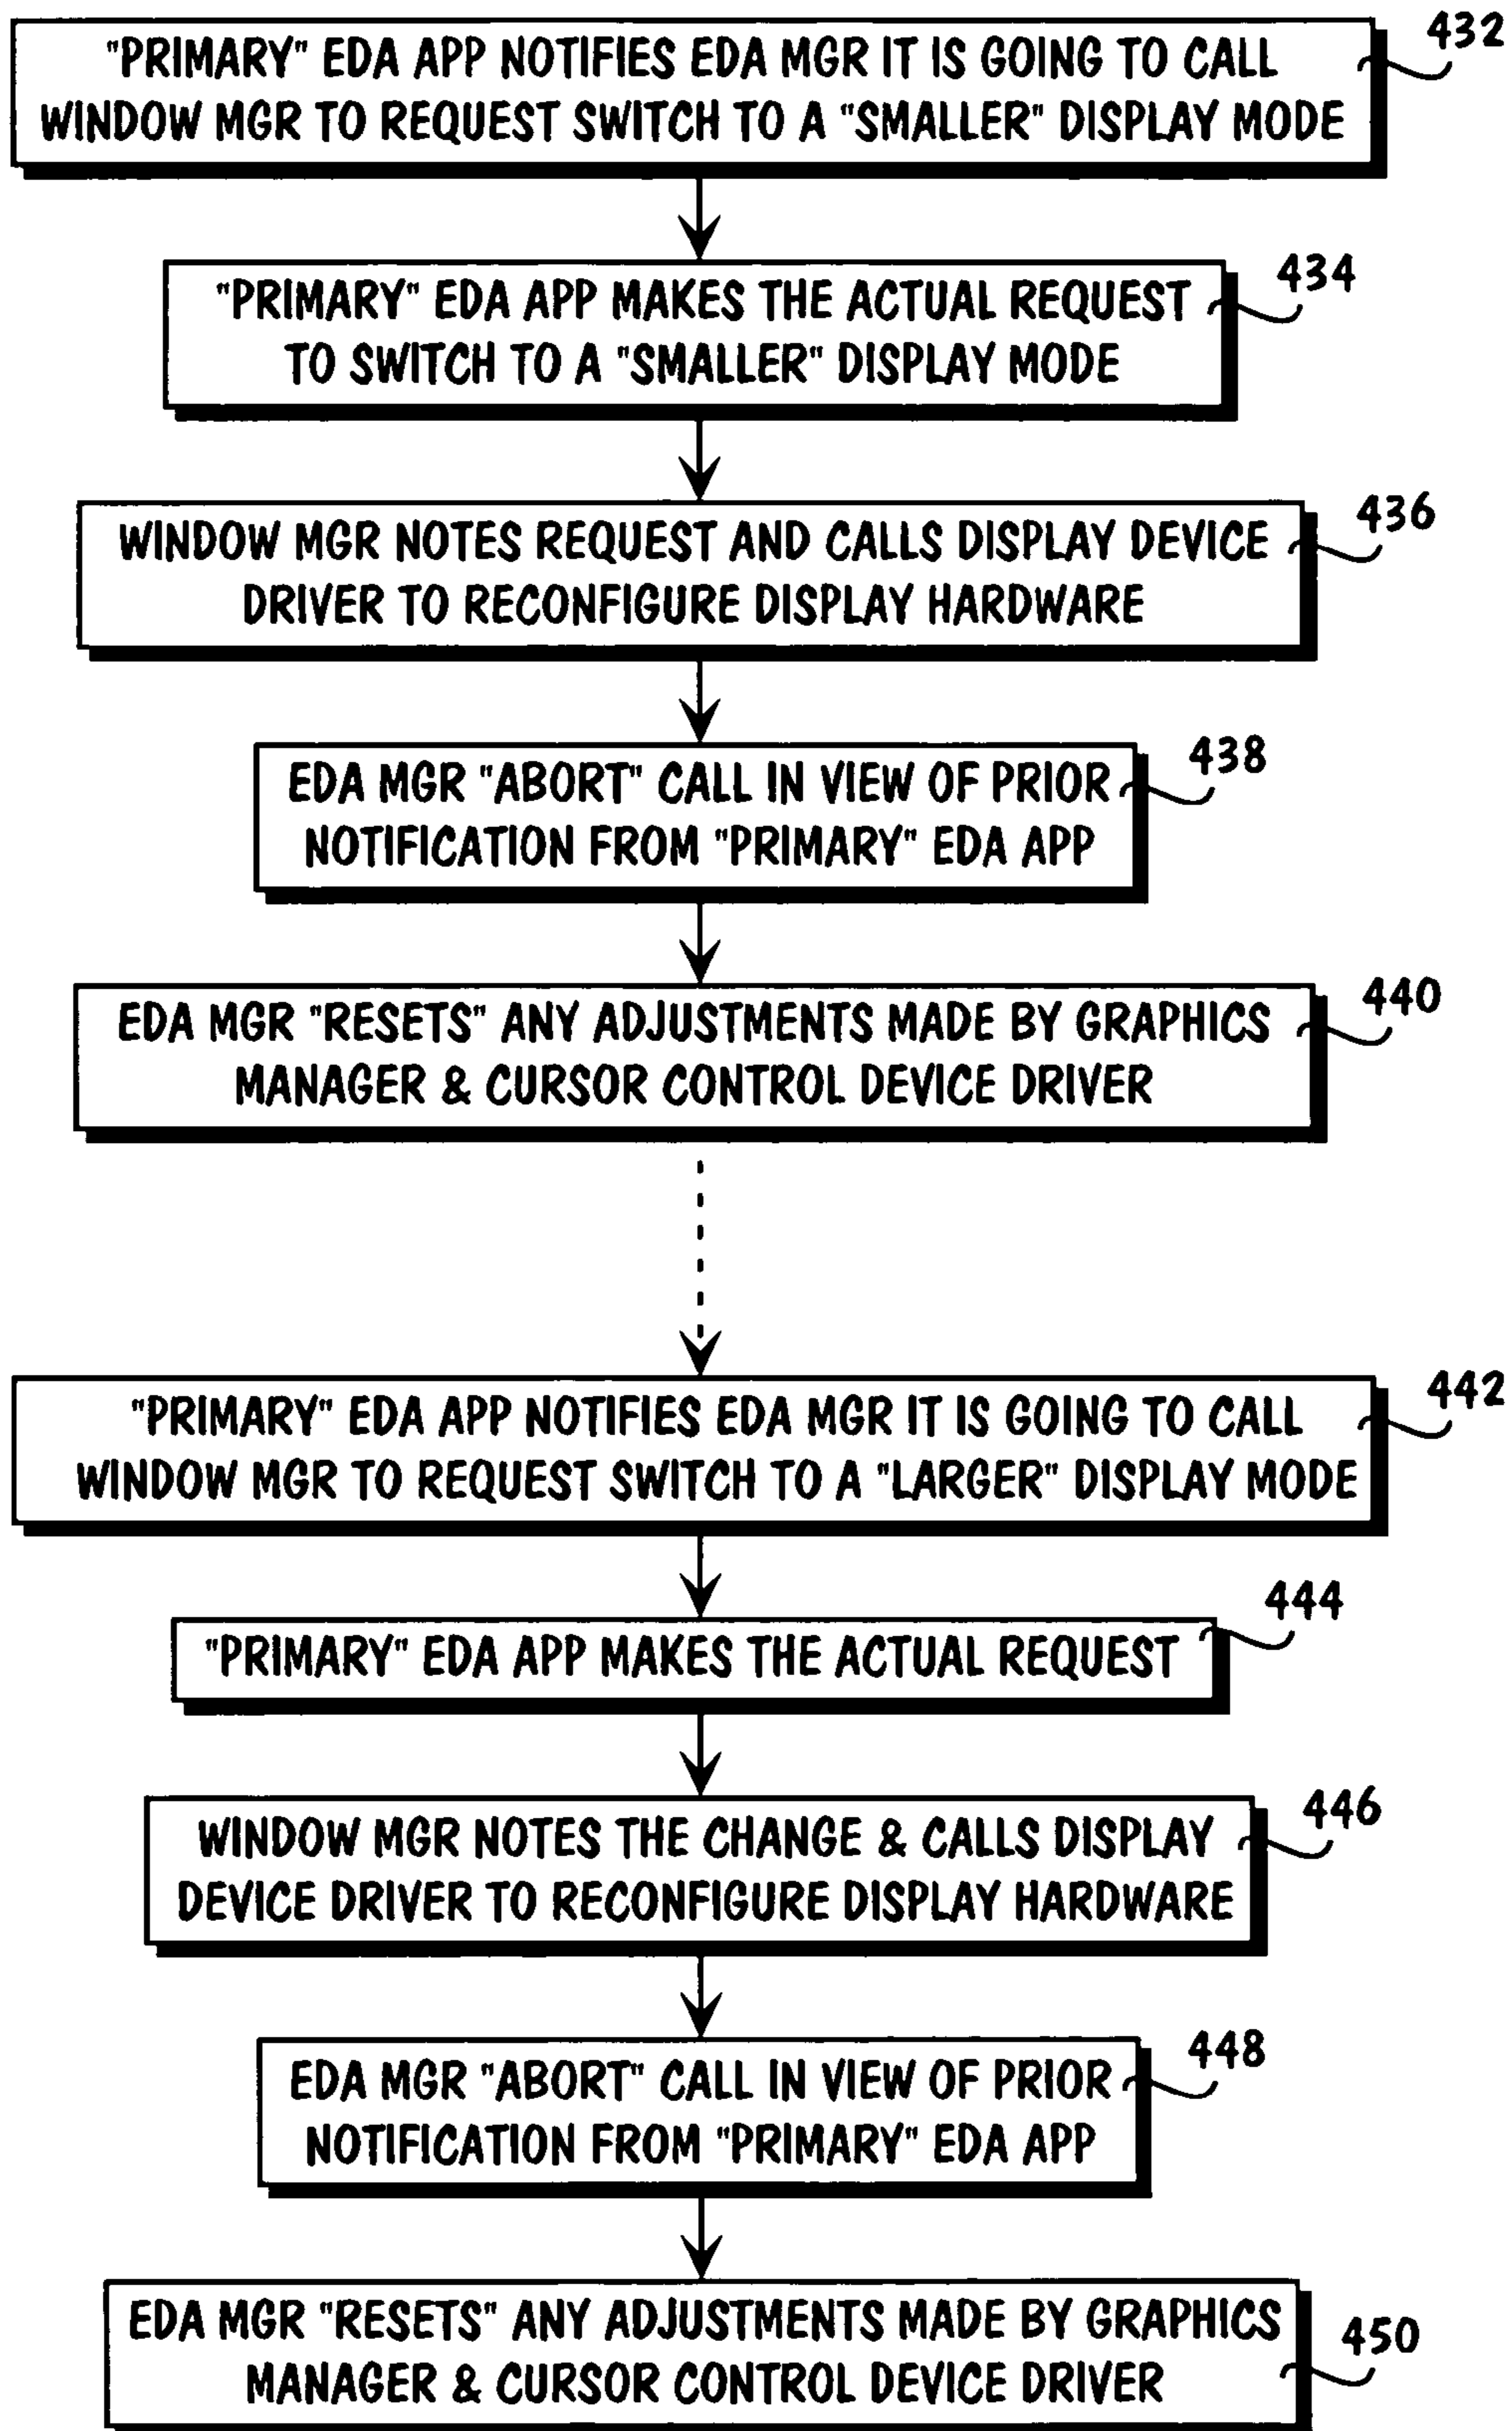 "PRIMARY" EDA APP NOTIFIES EDA MGR IT IS GOING TO CALL
WINDOW MGR TO REQUEST SWITCH TO A "SMALLER" DISPLAY MODE
432
"PRIMARY" EDA APP MAKES THE ACTUAL REQUEST
TO SWITCH TO A "SMALLER" DISPLAY MODE
434
WINDOW MGR NOTES REQUEST AND CALLS DISPLAY DEVICE
DRIVER TO RECONFIGURE DISPLAY HARDWARE
436
EDA MGR "ABORT" CALL IN VIEW OF PRIOR
NOTIFICATION FROM "PRIMARY" EDA APP
438
EDA MGR "RESETS" ANY ADJUSTMENTS MADE BY GRAPHICS
MANAGER & CURSOR CONTROL DEVICE DRIVER
440
"PRIMARY" EDA APP NOTIFIES EDA MGR IT IS GOING TO CALL
WINDOW MGR TO REQUEST SWITCH TO A "LARGER" DISPLAY MODE
442
"PRIMARY" EDA APP MAKES THE ACTUAL REQUEST
444
WINDOW MGR NOTES THE CHANGE & CALLS DISPLAY
DEVICE DRIVER TO RECONFIGURE DISPLAY HARDWARE
446
EDA MGR "ABORT" CALL IN VIEW OF PRIOR
NOTIFICATION FROM "PRIMARY" EDA APP
448
EDA MGR "RESETS" ANY ADJUSTMENTS MADE BY GRAPHICS
MANAGER & CURSOR CONTROL DEVICE DRIVER
450